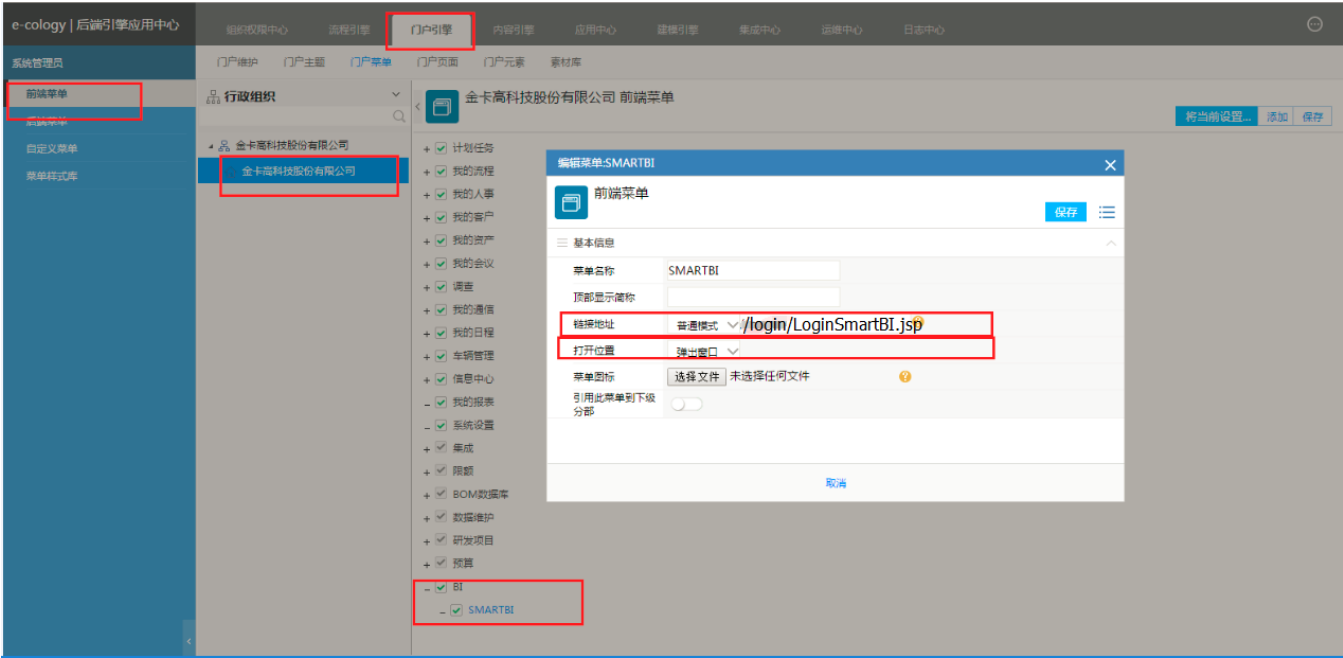 e-cology | 后端引擎应用中心
组织权限中心 流程引擎 门户引擎 内容引擎 应用中心 建模引擎 集成中心 运维中心 日志中心
系统管理员
门户维护 门户主题 门户菜单 门户页面 门户元素 素材库
前端菜单
后端菜单
自定义菜单
菜单样式库
行政组织
金卡高科技股份有限公司
金卡高科技股份有限公司
金卡高科技股份有限公司 前端菜单
将当前设置... 添加 保存
计划任务
我的流程
我的人事
我的客户
我的资产
我的会议
调查
我的通信
我的日程
车辆管理
信息中心
我的报表
系统设置
集成
限额
BOM数据库
数据维护
研发项目
预算
BI
SMARTBI
编辑菜单:SMARTBI
前端菜单
保存
基本信息
菜单名称 SMARTBI
顶部显示简称
链接地址 普通模式 /login/LoginSmartBI.jsp
打开位置 弹出窗口
菜单图标 选择文件 未选择任何文件
引用此菜单到下级
分部
取消